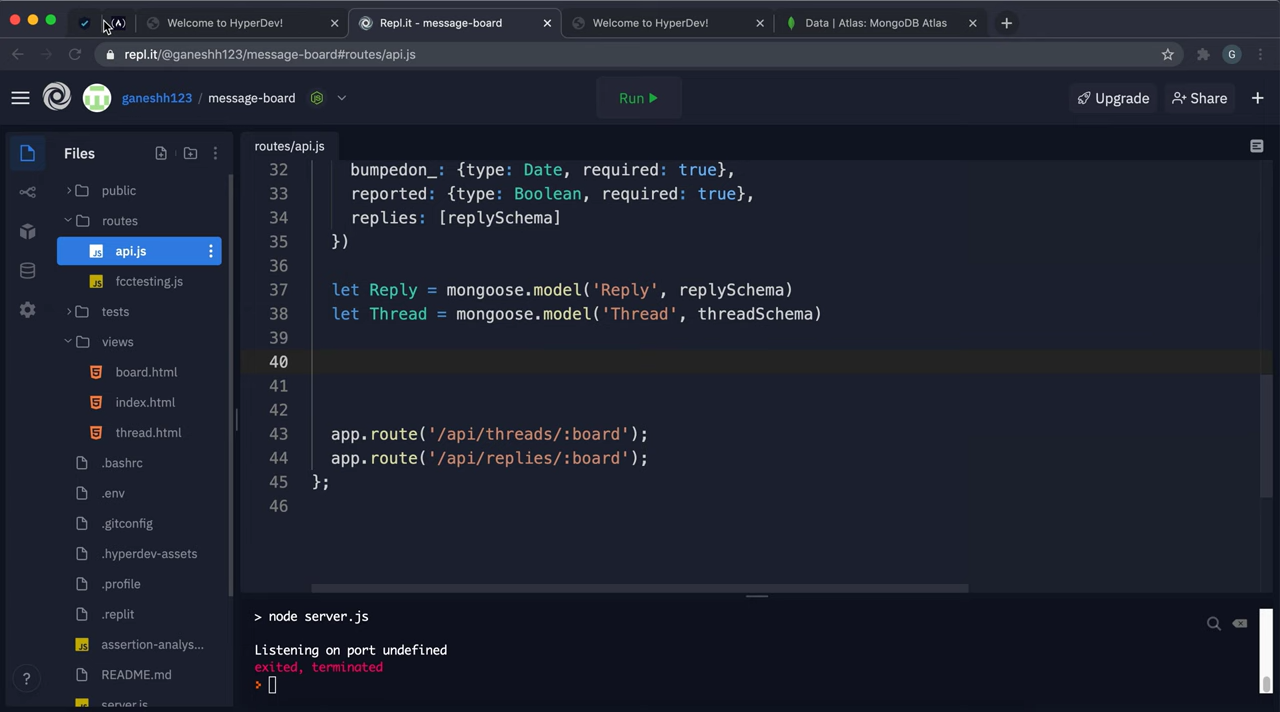 Welcome to HyperDev!
Repl.it - message-board
Welcome to HyperDev!
Data | Atlas: MongoDB Atlas
repl.it/@ganeshh123/message-board#routes/api.js
G
ganeshh123 / message-board
Run
Upgrade
Share
Files
public
routes
api.js
fcctesting.js
tests
views
board.html
index.html
thread.html
.bashrc
.env
.gitconfig
.hyperdev-assets
.profile
.replit
assertion-analys...
README.md
server.js
routes/api.js
32 bumpedon_: {type: Date, required: true},
33 reported: {type: Boolean, required: true},
34 replies: [replySchema]
35 })
36
37 let Reply = mongoose.model('Reply', replySchema)
38 let Thread = mongoose.model('Thread', threadSchema)
39
40
41
42
43 app.route('/api/threads/:board');
44 app.route('/api/replies/:board');
45 };
46
> node server.js
Listening on port undefined
exited, terminated
>
?